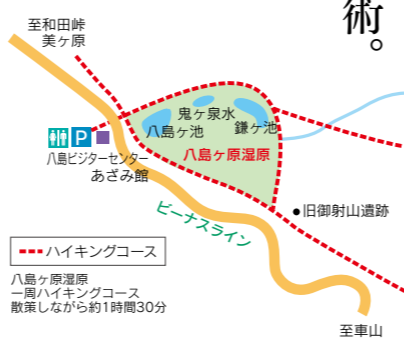 術。
至和田峠
美ヶ原
鬼ヶ泉水
八島ヶ池
鎌ヶ池
P
八島ビジターセンター
あざみ館
八島ヶ原湿原
旧御射山遺跡
ビーナスライン
ハイキングコース
八島ヶ原湿原
一周ハイキングコース
散策しながら約1時間30分
至車山